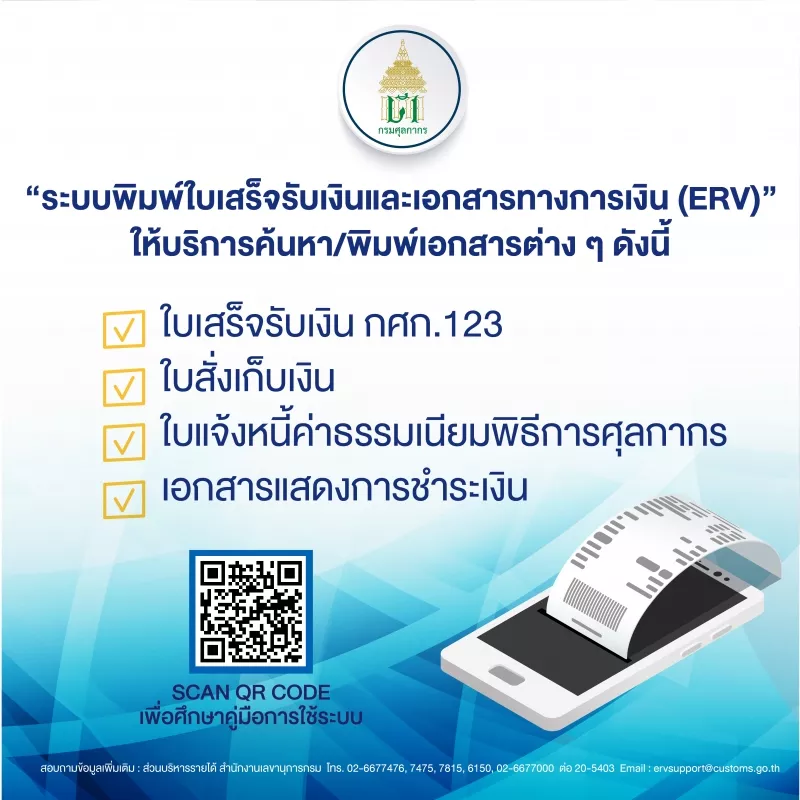 กรมศุลกากร
“ระบบพิมพ์ใบเสร็จรับเงินและเอกสารทางการเงิน (ERV)”
ให้บริการค้นหา/พิมพ์เอกสารต่าง ๆ ดังนี้
ใบเสร็จรับเงิน กศก.123
ใบสั่งเก็บเงิน
ใบแจ้งหนี้ค่าธรรมเนียมพิธีการศุลกากร
เอกสารแสดงการชำระเงิน
SCAN QR CODE
เพื่อศึกษาคู่มือการใช้ระบบ
สอบถามข้อมูลเพิ่มเติม : ส่วนบริหารรายได้ สำนักงานเลขานุการกรม โทร. 02-6677476, 7475, 7815, 6150, 02-6677000 ต่อ 20-5403 Email : ervsupport@customs.go.th